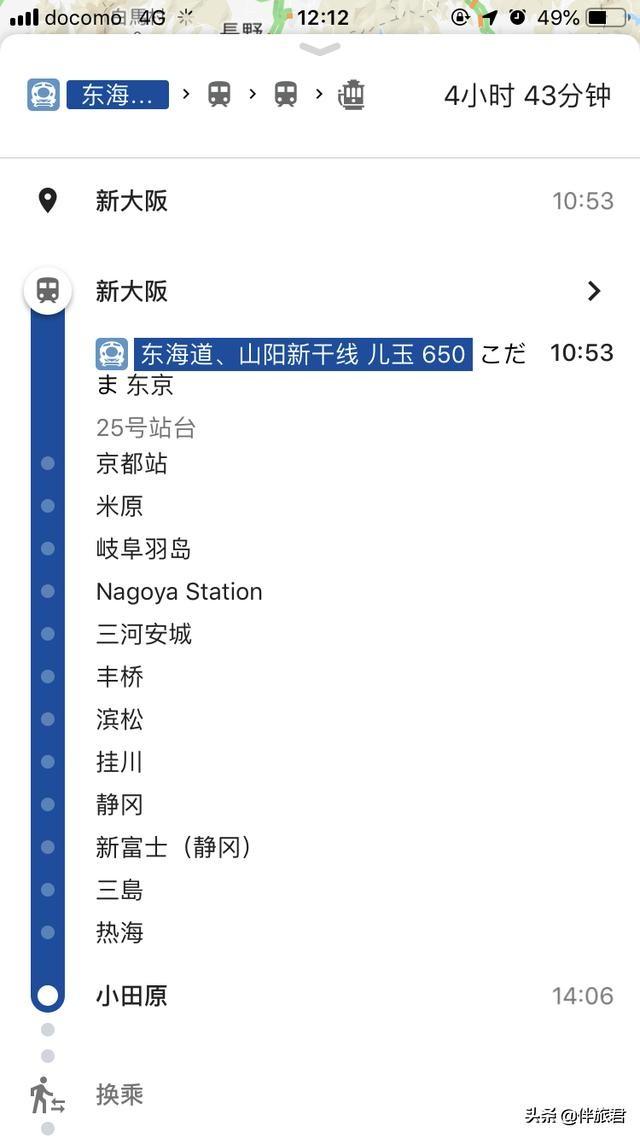 docomo 4G 12:12 49%
長野
东海... 4小时 43分钟
新大阪 10:53
新大阪
东海道、山阳新干线 儿玉 650 こだ 10:53
ま 东京
25号站台
京都站
米原
岐阜羽岛
Nagoya Station
三河安城
丰桥
滨松
挂川
静冈
新富士（静冈）
三島
热海
小田原 14:06
换乘
头条 @伴旅君